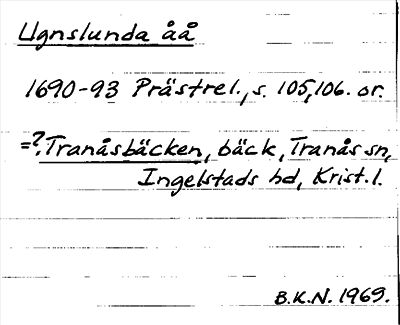 Ugnslunda åå
1690-93 Prästrel., s. 105, 106. or.
=?. Tranåsbäcken, bäck, Tranås sn,
Ingelstads hd, Krist. l.
B.K.N. 1969.